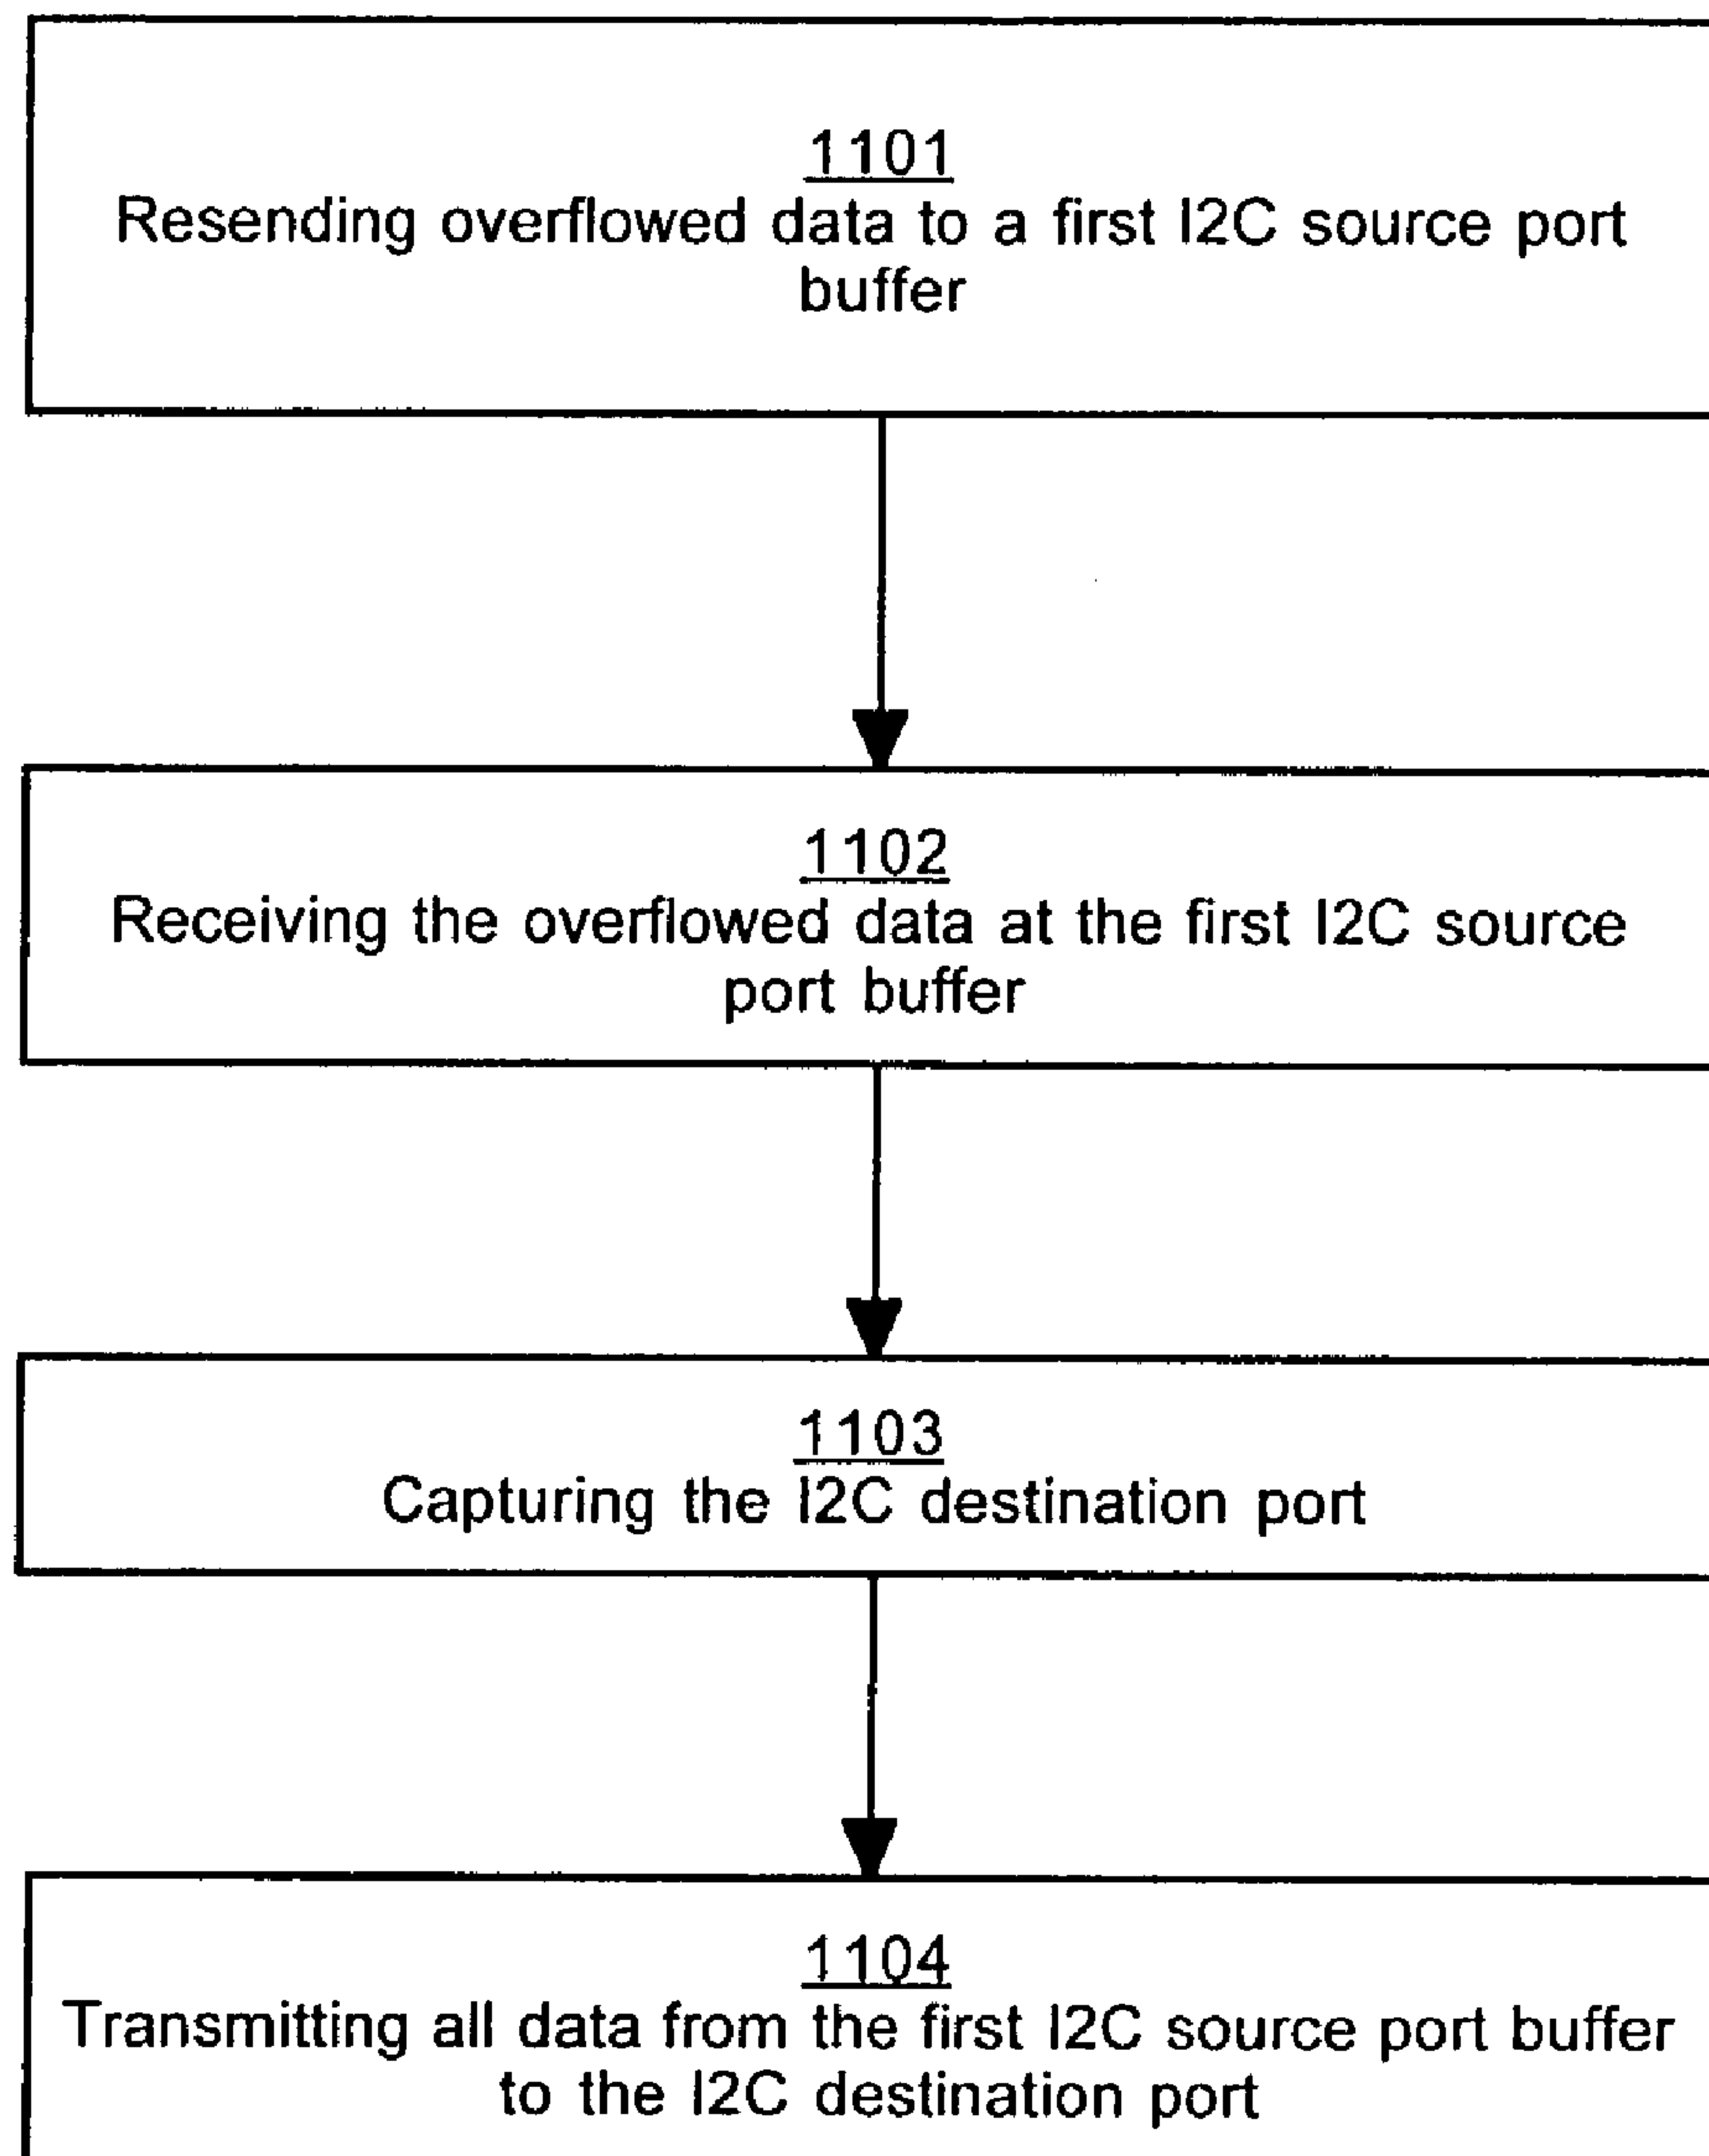 1101
Resending overflowed data to a first I2C source port
buffer
1102
Receiving the overflowed data at the first I2C source
port buffer
1103
Capturing the I2C destination port
1104
Transmitting all data from the first I2C source port buffer
to the I2C destination port